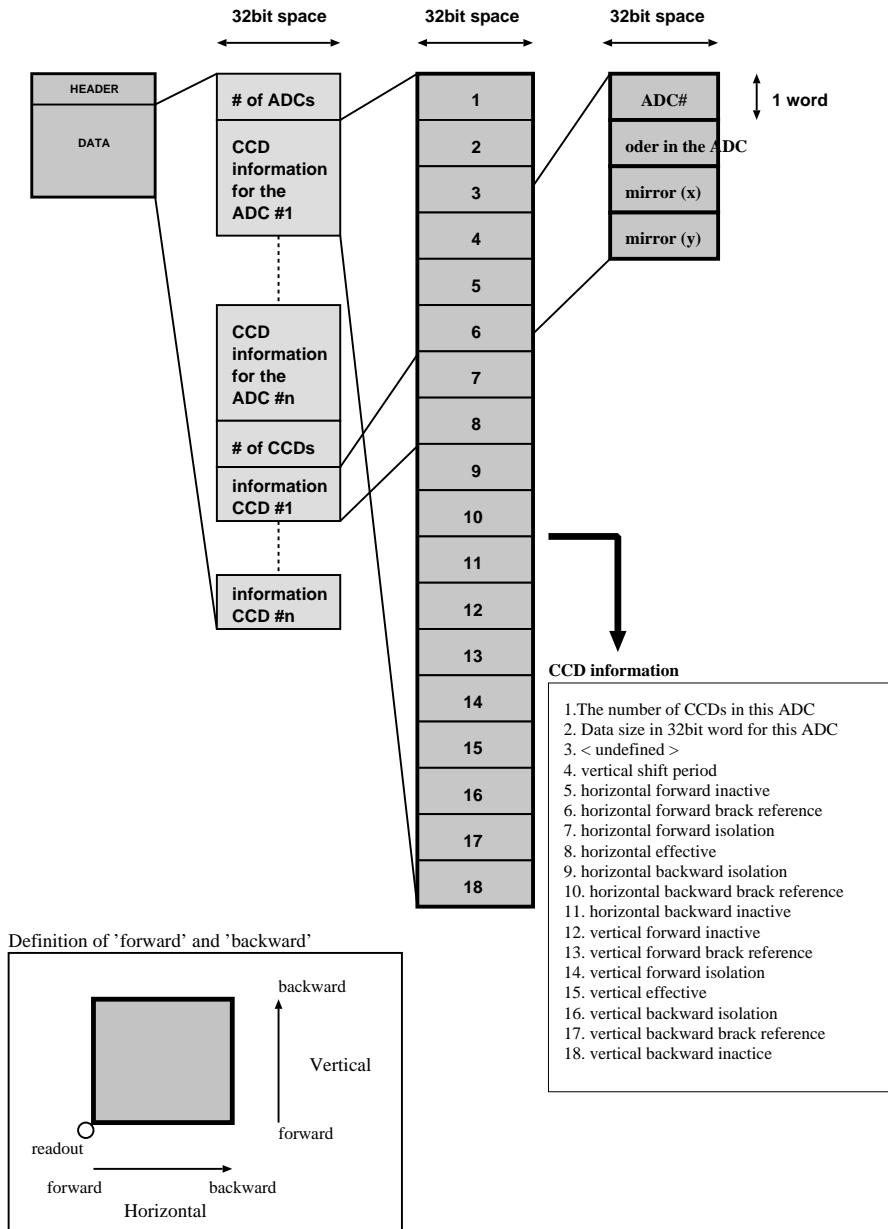 32bit space
32bit space
32bit space
HEADER
DATA
# of ADCs
CCD
information
for the
ADC #1
CCD
information
for the
ADC #n
# of CCDs
information
CCD #1
information
CCD #n
1
2
3
4
5
6
7
8
9
10
11
12
13
14
15
16
17
18
ADC#
oder in the ADC
mirror (x)
mirror (y)
1 word
CCD information
1.The number of CCDs in this ADC
2. Data size in 32bit word for this ADC
3. < undefined >
4. vertical shift period
5. horizontal forward inactive
6. horizontal forward brack reference
7. horizontal forward isolation
8. horizontal effective
9. horizontal backward isolation
10. horizontal backward brack reference
11. horizontal backward inactive
12. vertical forward inactive
13. vertical forward brack reference
14. vertical forward isolation
15. vertical effective
16. vertical backward isolation
17. vertical backward brack reference
18. vertical backward inactice
Definition of ’forward’ and ’backward’
backward
Vertical
forward
readout
forward
backward
Horizontal